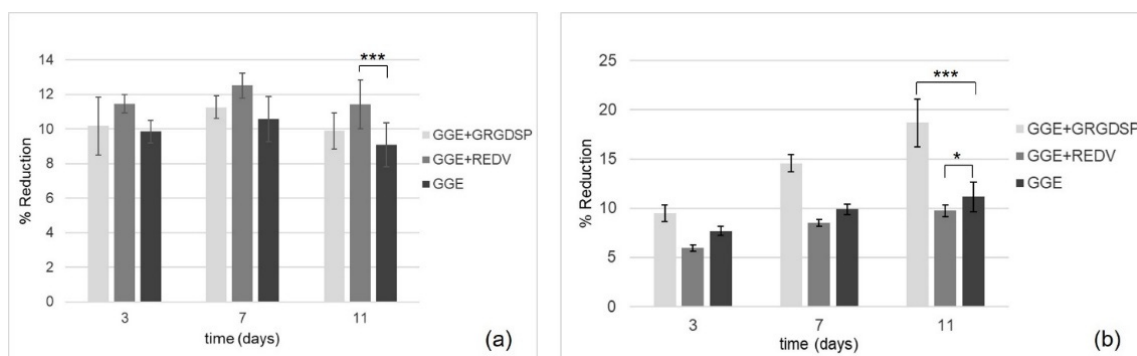 14
12
10
8
6
4
2
0
% Reduction
3
7
11
time (days)
***
GGE+GRGDSP
GGE+REDV
GGE
(a)
25
20
15
10
5
0
% Reduction
3
7
11
time (days)
***
*
GGE+GRGDSP
GGE+REDV
GGE
(b)